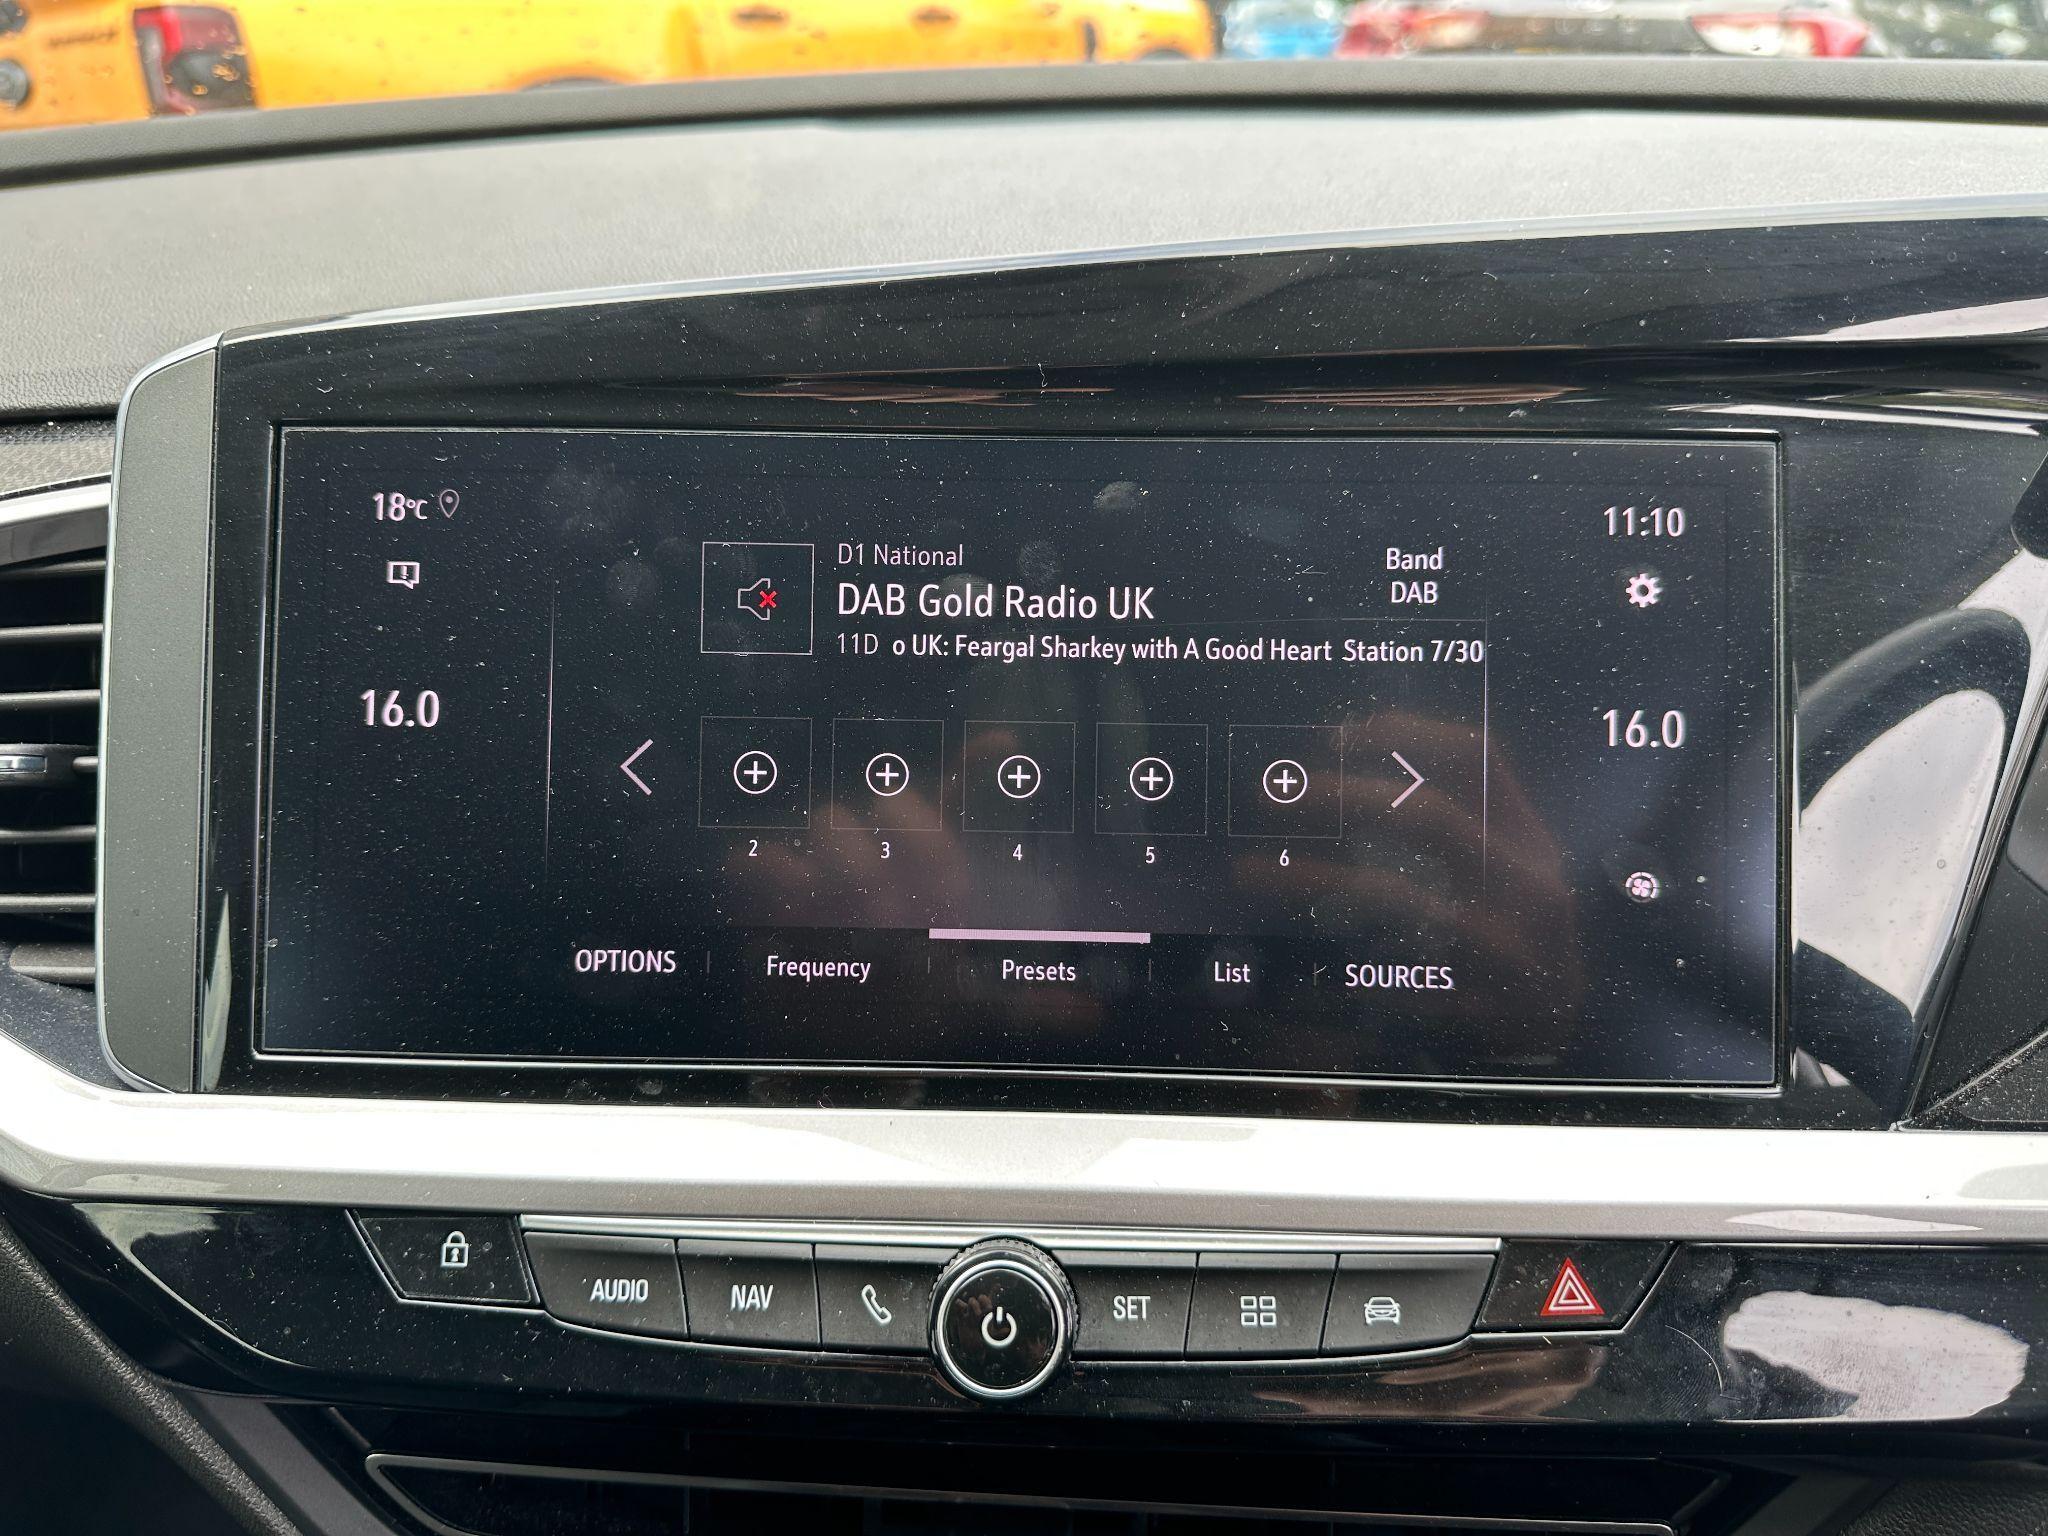 18°C
11:10
D1 National
DAB Gold Radio UK
11D o UK: Feargal Sharkey with A Good Heart Station 7/30
Band
DAB
16.0
16.0
2 3 4 5 6
OPTIONS Frequency Presets List SOURCES
AUDIO NAV SET